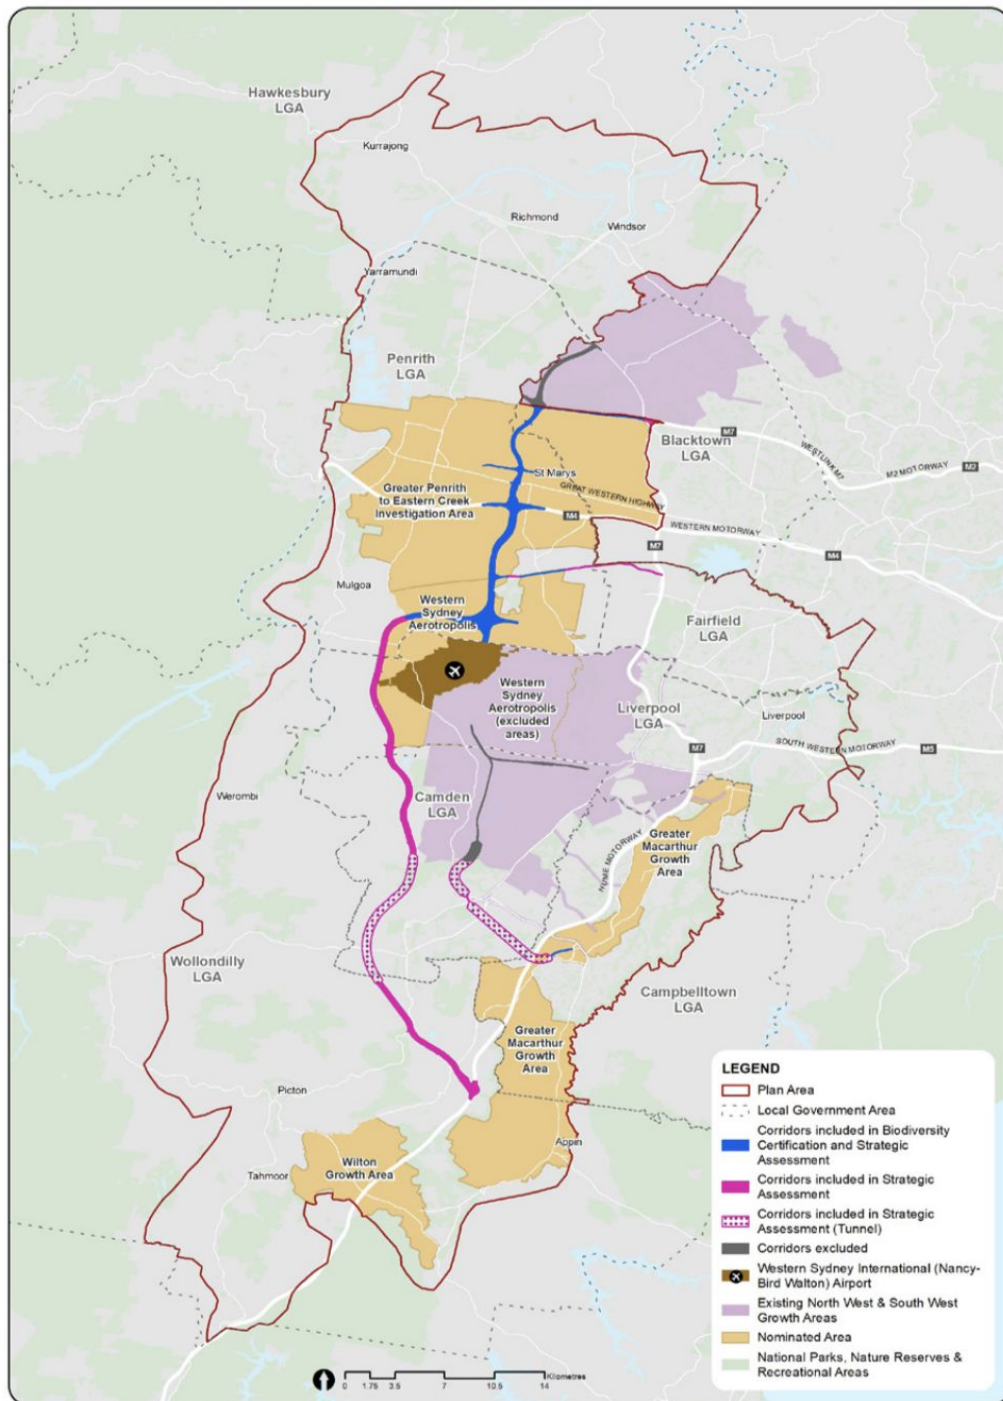 Hawkesbury
LGA
Kurrajong
Richmond
Windsor
Yarramundi
Penrith
LGA
M7
Blacktown
LGA
WESTLINK M7
M2 MOTORWAY
M2
St Marys
GREAT WESTERN HIGHWAY
Greater Penrith
to Eastern Creek
Investigation Area
M4
WESTERN MOTORWAY
M7
M4
Mulgoa
Western
Sydney
Aerotropolis
Fairfield
LGA
Western
Sydney
Aerotropolis
(excluded
areas)
Liverpool
LGA
Liverpool
M7
SOUTH WESTERN MOTORWAY
M5
Werombi
Camden
LGA
HUME MOTORWAY
Greater
Macarthur
Growth
Area
Wollondilly
LGA
Campbelltown
LGA
Greater
Macarthur
Growth
Area
Picton
Appin
Tahmoor
Wilton
Growth Area
LEGEND
Plan Area
Local Government Area
Corridors included in Biodiversity
Certification and Strategic
Assessment
Corridors included in Strategic
Assessment
Corridors included in Strategic
Assessment (Tunnel)
Corridors excluded
Western Sydney International (Nancy-
Bird Walton) Airport
Existing North West & South West
Growth Areas
Nominated Area
National Parks, Nature Reserves &
Recreational Areas
Kilometres
0 1.75 3.5 7 10.5 14